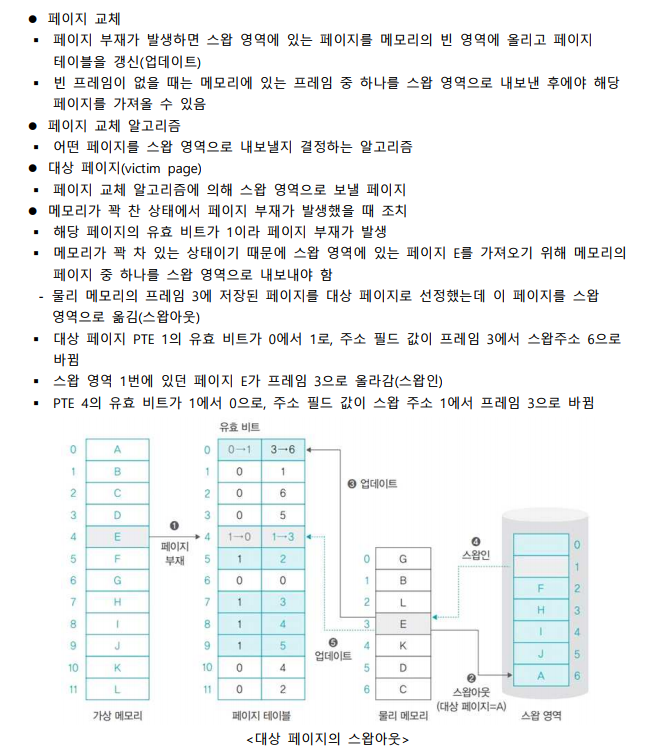 ● 페이지 교체
▪ 페이지 부재가 발생하면 스왑 영역에 있는 페이지를 메모리의 빈 영역에 올리고 페이지
테이블을 갱신(업데이트)
▪ 빈 프레임이 없을 때는 메모리에 있는 프레임 중 하나를 스왑 영역으로 내보낸 후에야 해당
페이지를 가져올 수 있음
● 페이지 교체 알고리즘
▪ 어떤 페이지를 스왑 영역으로 내보낼지 결정하는 알고리즘
● 대상 페이지(victim page)
▪ 페이지 교체 알고리즘에 의해 스왑 영역으로 보낼 페이지
● 메모리가 꽉 찬 상태에서 페이지 부재가 발생했을 때 조치
▪ 해당 페이지의 유효 비트가 1이라 페이지 부재가 발생
▪ 메모리가 꽉 차 있는 상태이기 때문에 스왑 영역에 있는 페이지 E를 가져오기 위해 메모리의
페이지 중 하나를 스왑 영역으로 내보내야 함
- 물리 메모리의 프레임 3에 저장된 페이지를 대상 페이지로 선정했는데 이 페이지를 스왑
영역으로 옮김(스왑아웃)
▪ 대상 페이지 PTE 1의 유효 비트가 0에서 1로, 주소 필드 값이 프레임 3에서 스왑주소 6으로
바뀜
▪ 스왑 영역 1번에 있던 페이지 E가 프레임 3으로 올라감(스왑인)
▪ PTE 4의 유효 비트가 1에서 0으로, 주소 필드 값이 스왑 주소 1에서 프레임 3으로 바뀜
0 A
1 B
2 C
3 D
4 E
5 F
6 G
7 H
8 I
9 J
10 K
11 L
가상 메모리
❶
페이지
부재
유효 비트
0 0→1 3→6
1 0 1
2 0 6
3 0 5
4 1→0 1→3
5 1 2
6 0 0
7 1 3
8 1 4
9 1 5
10 0 4
11 0 2
페이지 테이블
❸ 업데이트
❺
업데이트
0 G
1 B
2 L
3 E
4 K
5 D
6 C
물리 메모리
❹
스왑인
❷
스왑아웃
(대상 페이지=A)
0
1
F 2
H 3
I 4
J 5
A 6
스왑 영역
<대상 페이지의 스왑아웃>